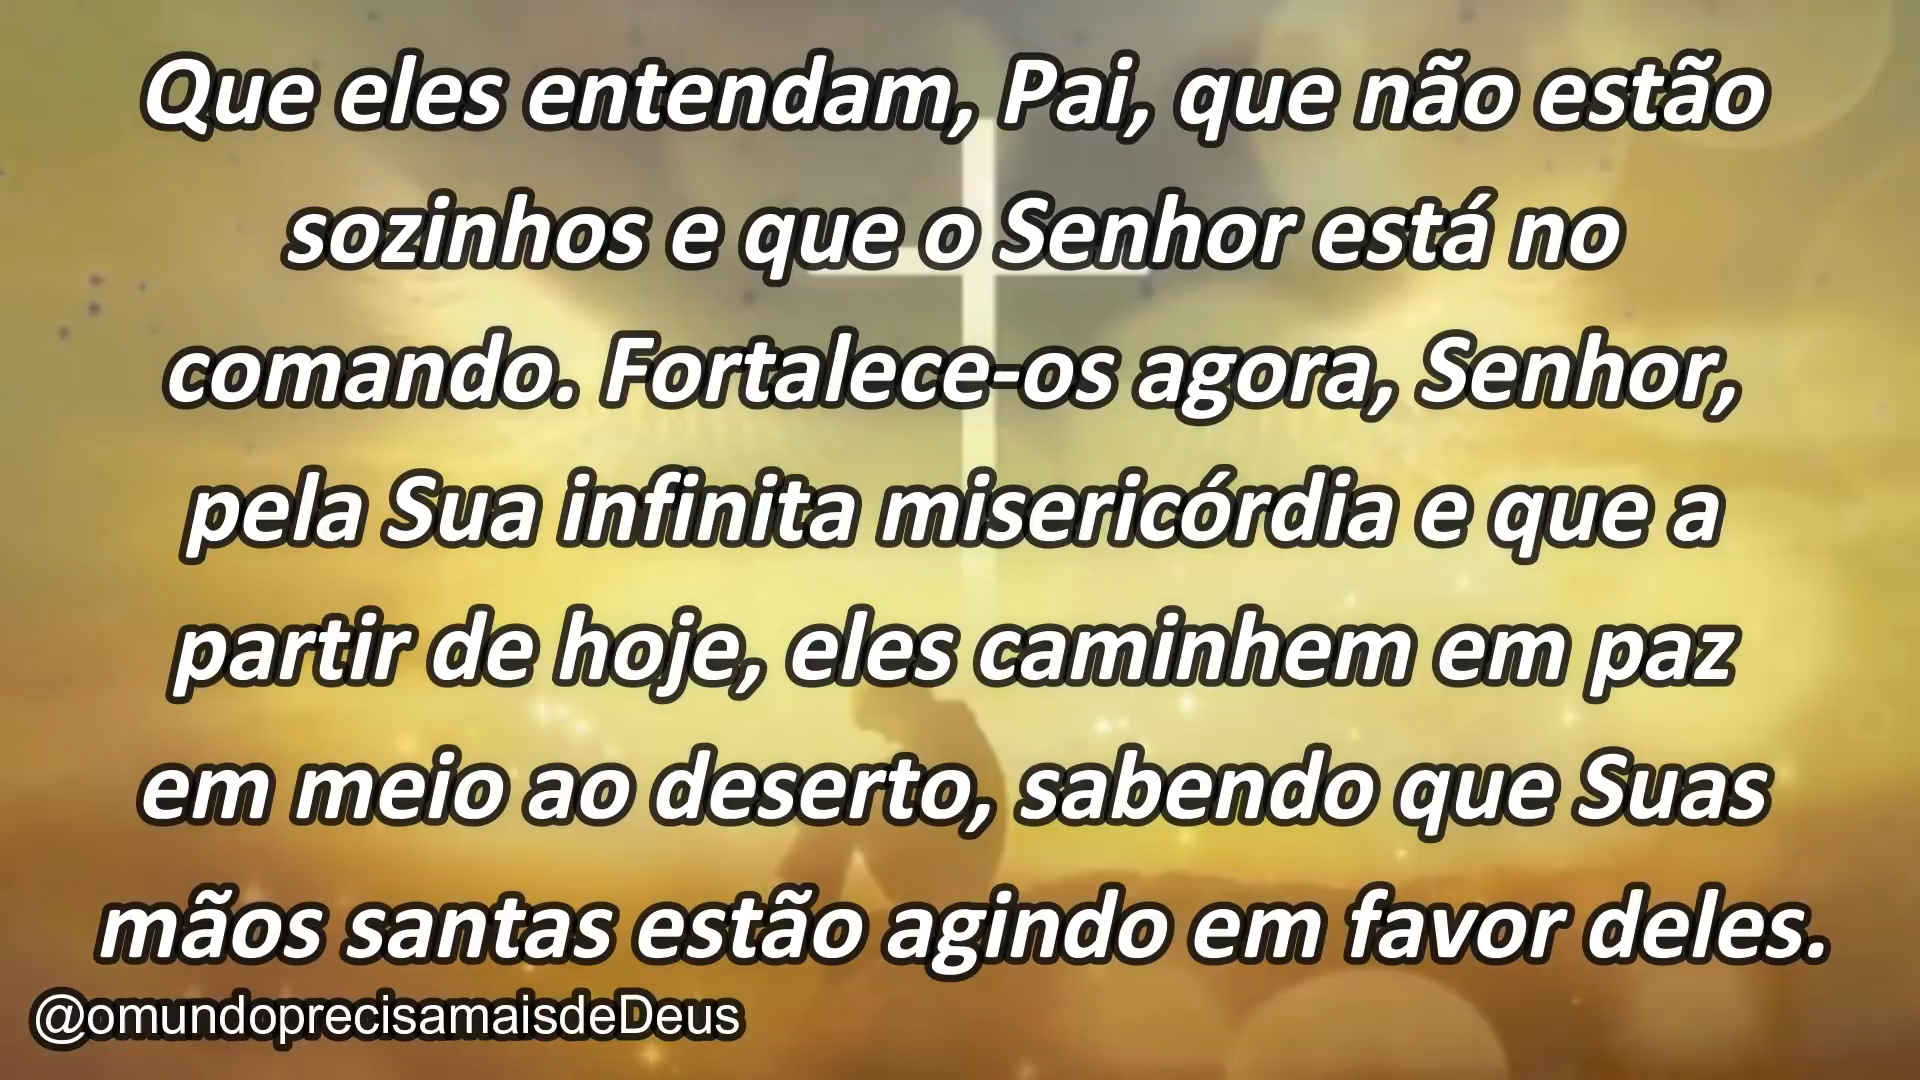 Que eles entendam, Pai, que não estão
sozinhos e que o Senhor está no
comando. Fortalece-os agora, Senhor,
pela Sua infinita misericórdia e que a
partir de hoje, eles caminhem em paz
em meio ao deserto, sabendo que Suas
mãos santas estão agindo em favor deles.
@omundoprecisamaisdeDeus